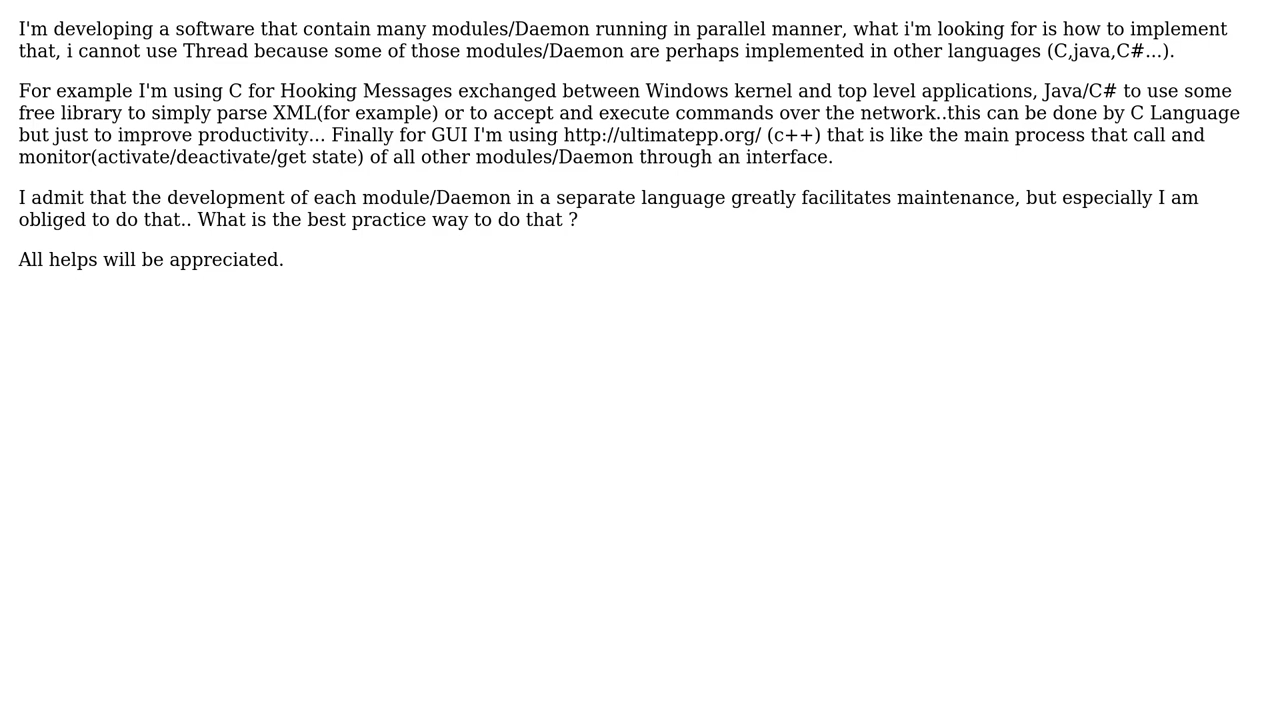 I'm developing a software that contain many modules/Daemon running in parallel manner, what i'm looking for is how to implement
that, i cannot use Thread because some of those modules/Daemon are perhaps implemented in other languages (C,java,C#...).
For example I'm using C for Hooking Messages exchanged between Windows kernel and top level applications, Java/C# to use some
free library to simply parse XML(for example) or to accept and execute commands over the network..this can be done by C Language
but just to improve productivity... Finally for GUI I'm using http://ultimatepp.org/ (c++) that is like the main process that call and
monitor(activate/deactivate/get state) of all other modules/Daemon through an interface.
I admit that the development of each module/Daemon in a separate language greatly facilitates maintenance, but especially I am
obliged to do that.. What is the best practice way to do that ?
All helps will be appreciated.